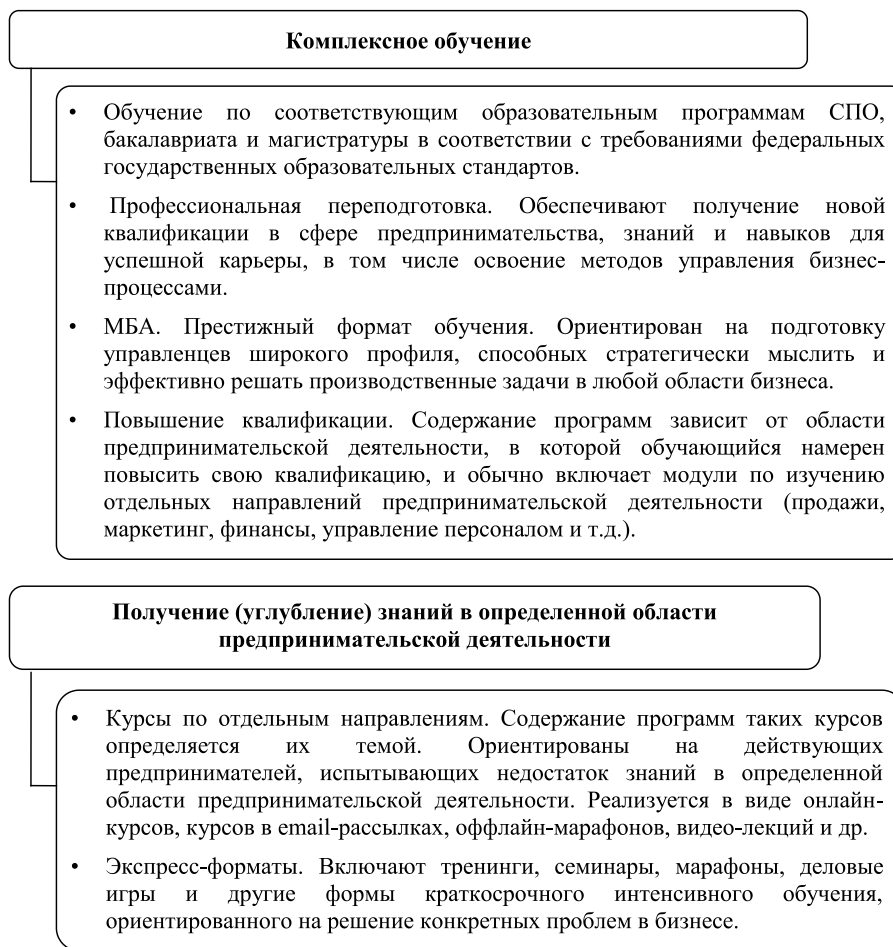 Комплексное обучение
• Обучение по соответствующим образовательным программам СПО,
бакалавриата и магистратуры в соответствии с требованиями федеральных
государственных образовательных стандартов.
• Профессиональная переподготовка. Обеспечивают получение новой
квалификации в сфере предпринимательства, знаний и навыков для
успешной карьеры, в том числе освоение методов управления бизнес-
процессами.
• МБА. Престижный формат обучения. Ориентирован на подготовку
управленцев широкого профиля, способных стратегически мыслить и
эффективно решать производственные задачи в любой области бизнеса.
• Повышение квалификации. Содержание программ зависит от области
предпринимательской деятельности, в которой обучающийся намерен
повысить свою квалификацию, и обычно включает модули по изучению
отдельных направлений предпринимательской деятельности (продажи,
маркетинг, финансы, управление персоналом и т.д.).
Получение (углубление) знаний в определенной области
предпринимательской деятельности
• Курсы по отдельным направлениям. Содержание программ таких курсов
определяется их темой. Ориентированы на действующих
предпринимателей, испытывающих недостаток знаний в определенной
области предпринимательской деятельности. Реализуется в виде онлайн-
курсов, курсов в email-рассылках, оффлайн-марафонов, видео-лекций и др.
• Экспресс-форматы. Включают тренинги, семинары, марафоны, деловые
игры и другие формы краткосрочного интенсивного обучения,
ориентированного на решение конкретных проблем в бизнесе.